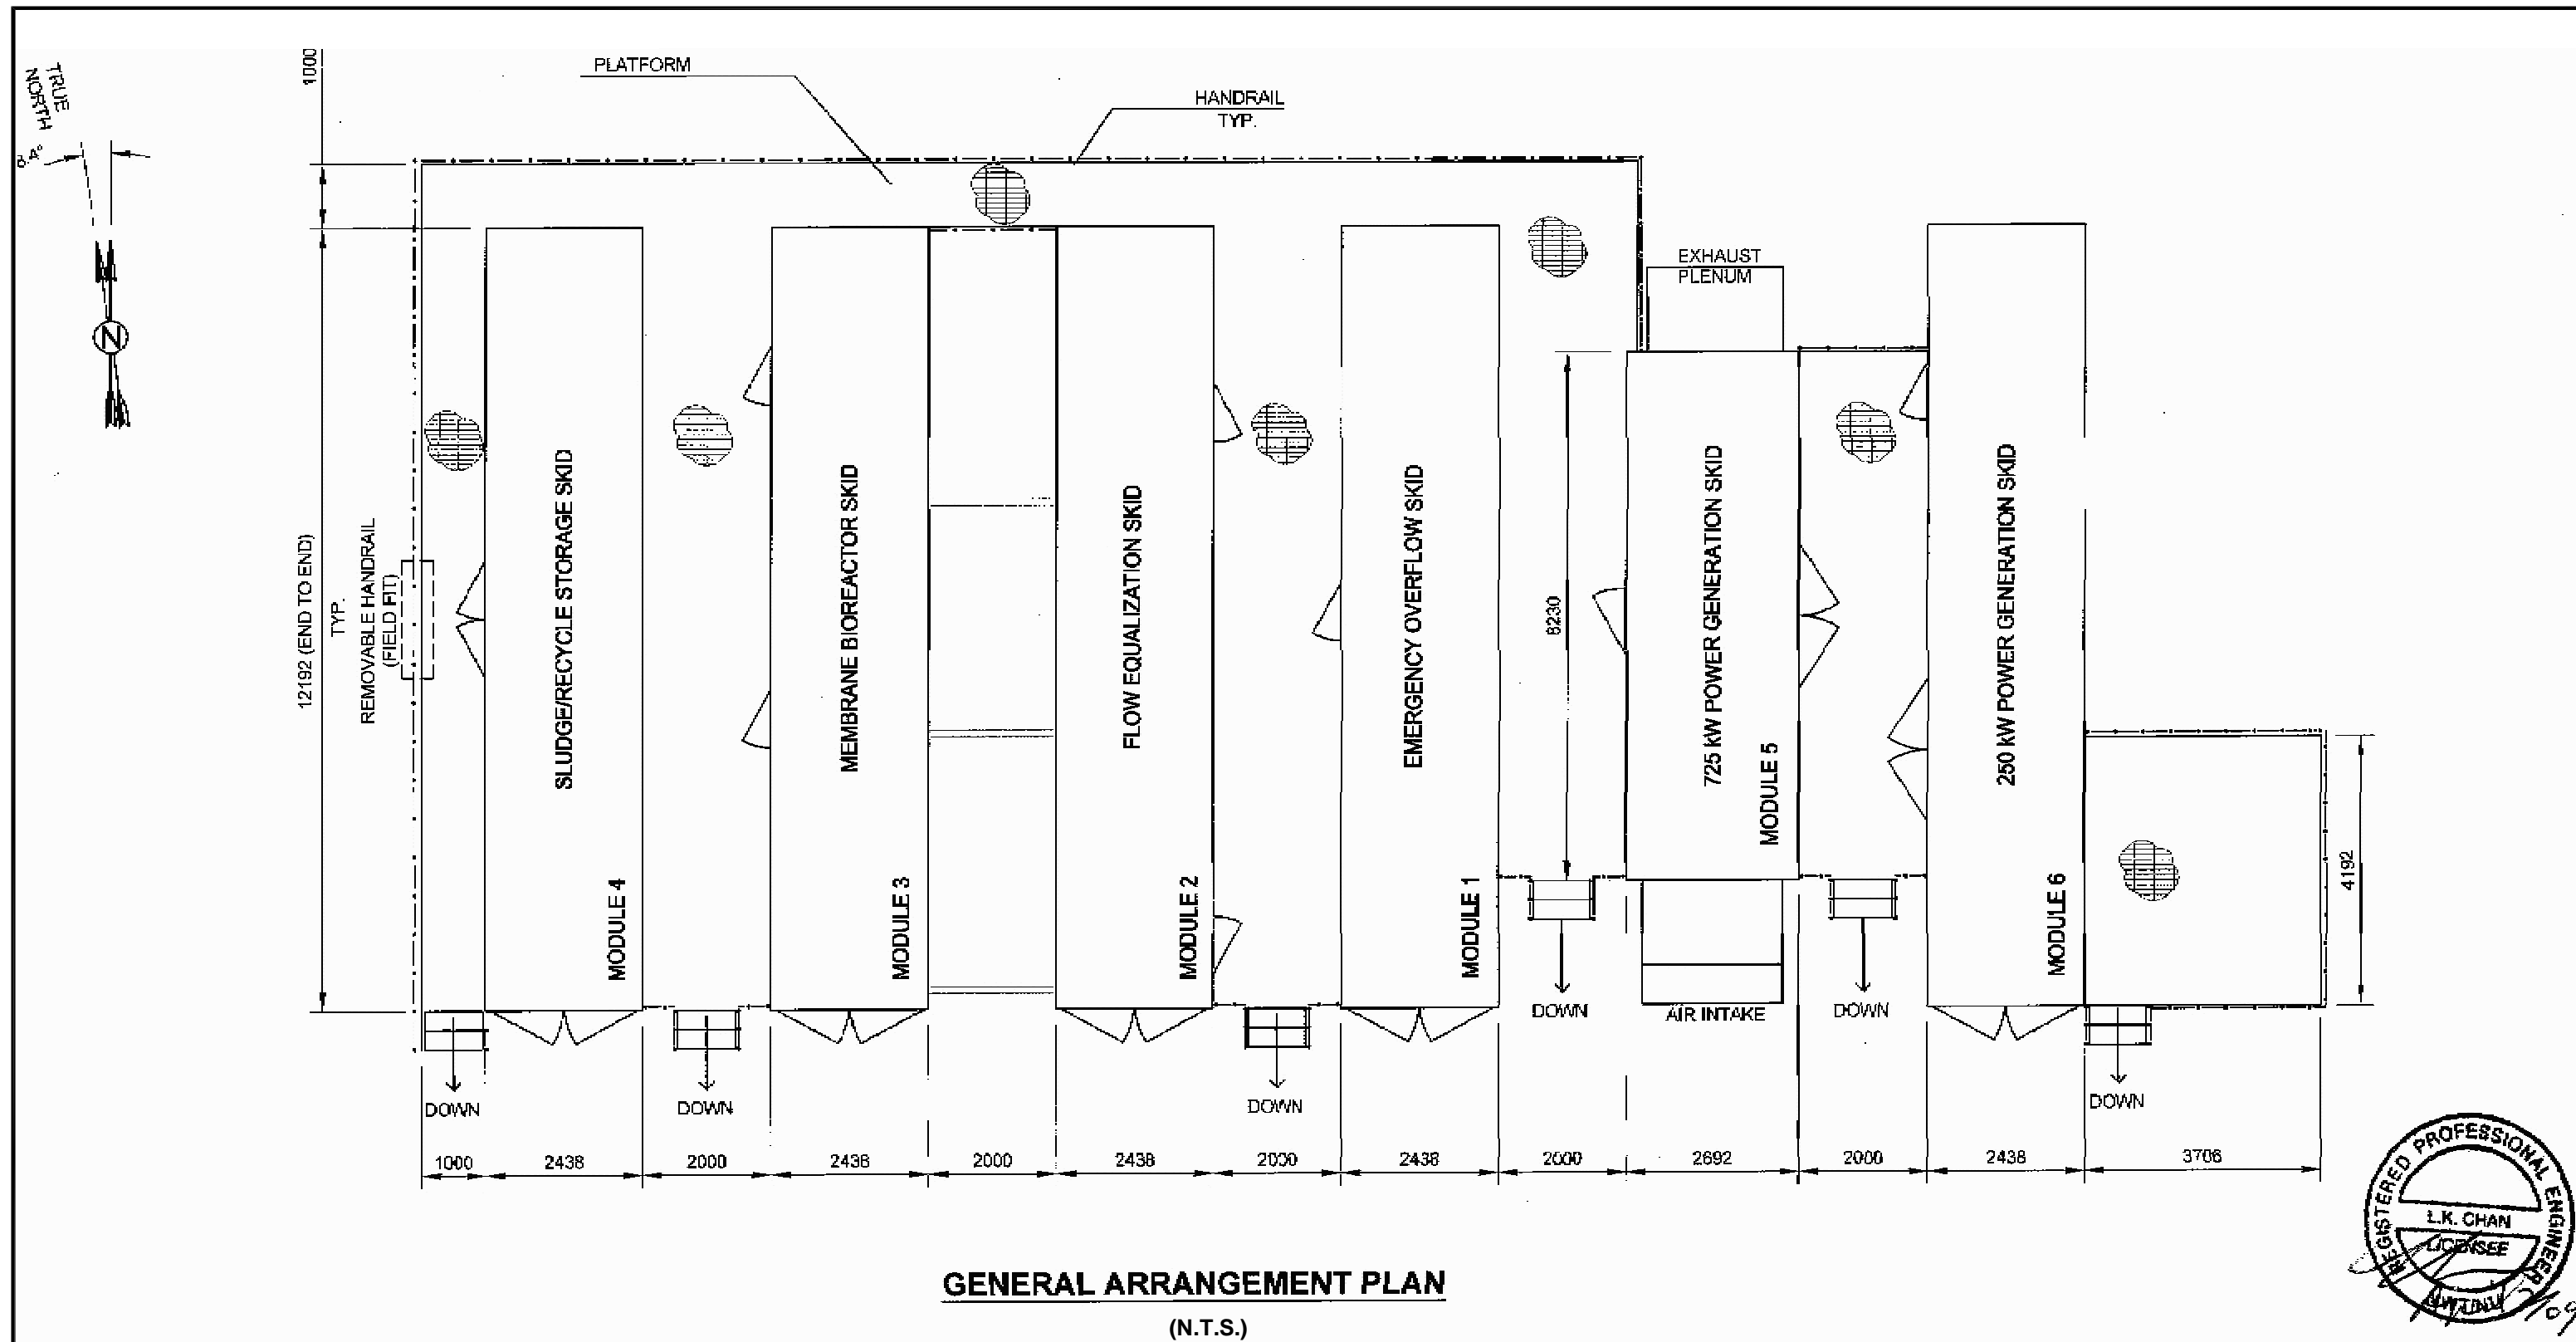 1000
PLATFORM
HANDRAIL
TYP.
TRUE
NORTH
8.4°
N
EXHAUST
PLENUM
12192 (END TO END)
TYP.
REMOVABLE HANDRAIL
(FIELD FIT)
SLUDGE/RECYCLE STORAGE SKID
MODULE 4
MEMBRANE BIOREACTOR SKID
MODULE 3
FLOW EQUALIZATION SKID
MODULE 2
EMERGENCY OVERFLOW SKID
MODULE 1
8230
725 kW POWER GENERATION SKID
MODULE 5
250 kW POWER GENERATION SKID
MODULE 6
4192
DOWN
DOWN
DOWN
DOWN
AIR INTAKE
DOWN
DOWN
1000
2438
2000
2438
2000
2438
2000
2438
2000
2692
2000
2438
3706
GENERAL ARRANGEMENT PLAN
(N.T.S.)
REGISTERED PROFESSIONAL ENGINEER
L.K. CHAN
LICENSEE
NWT/NU